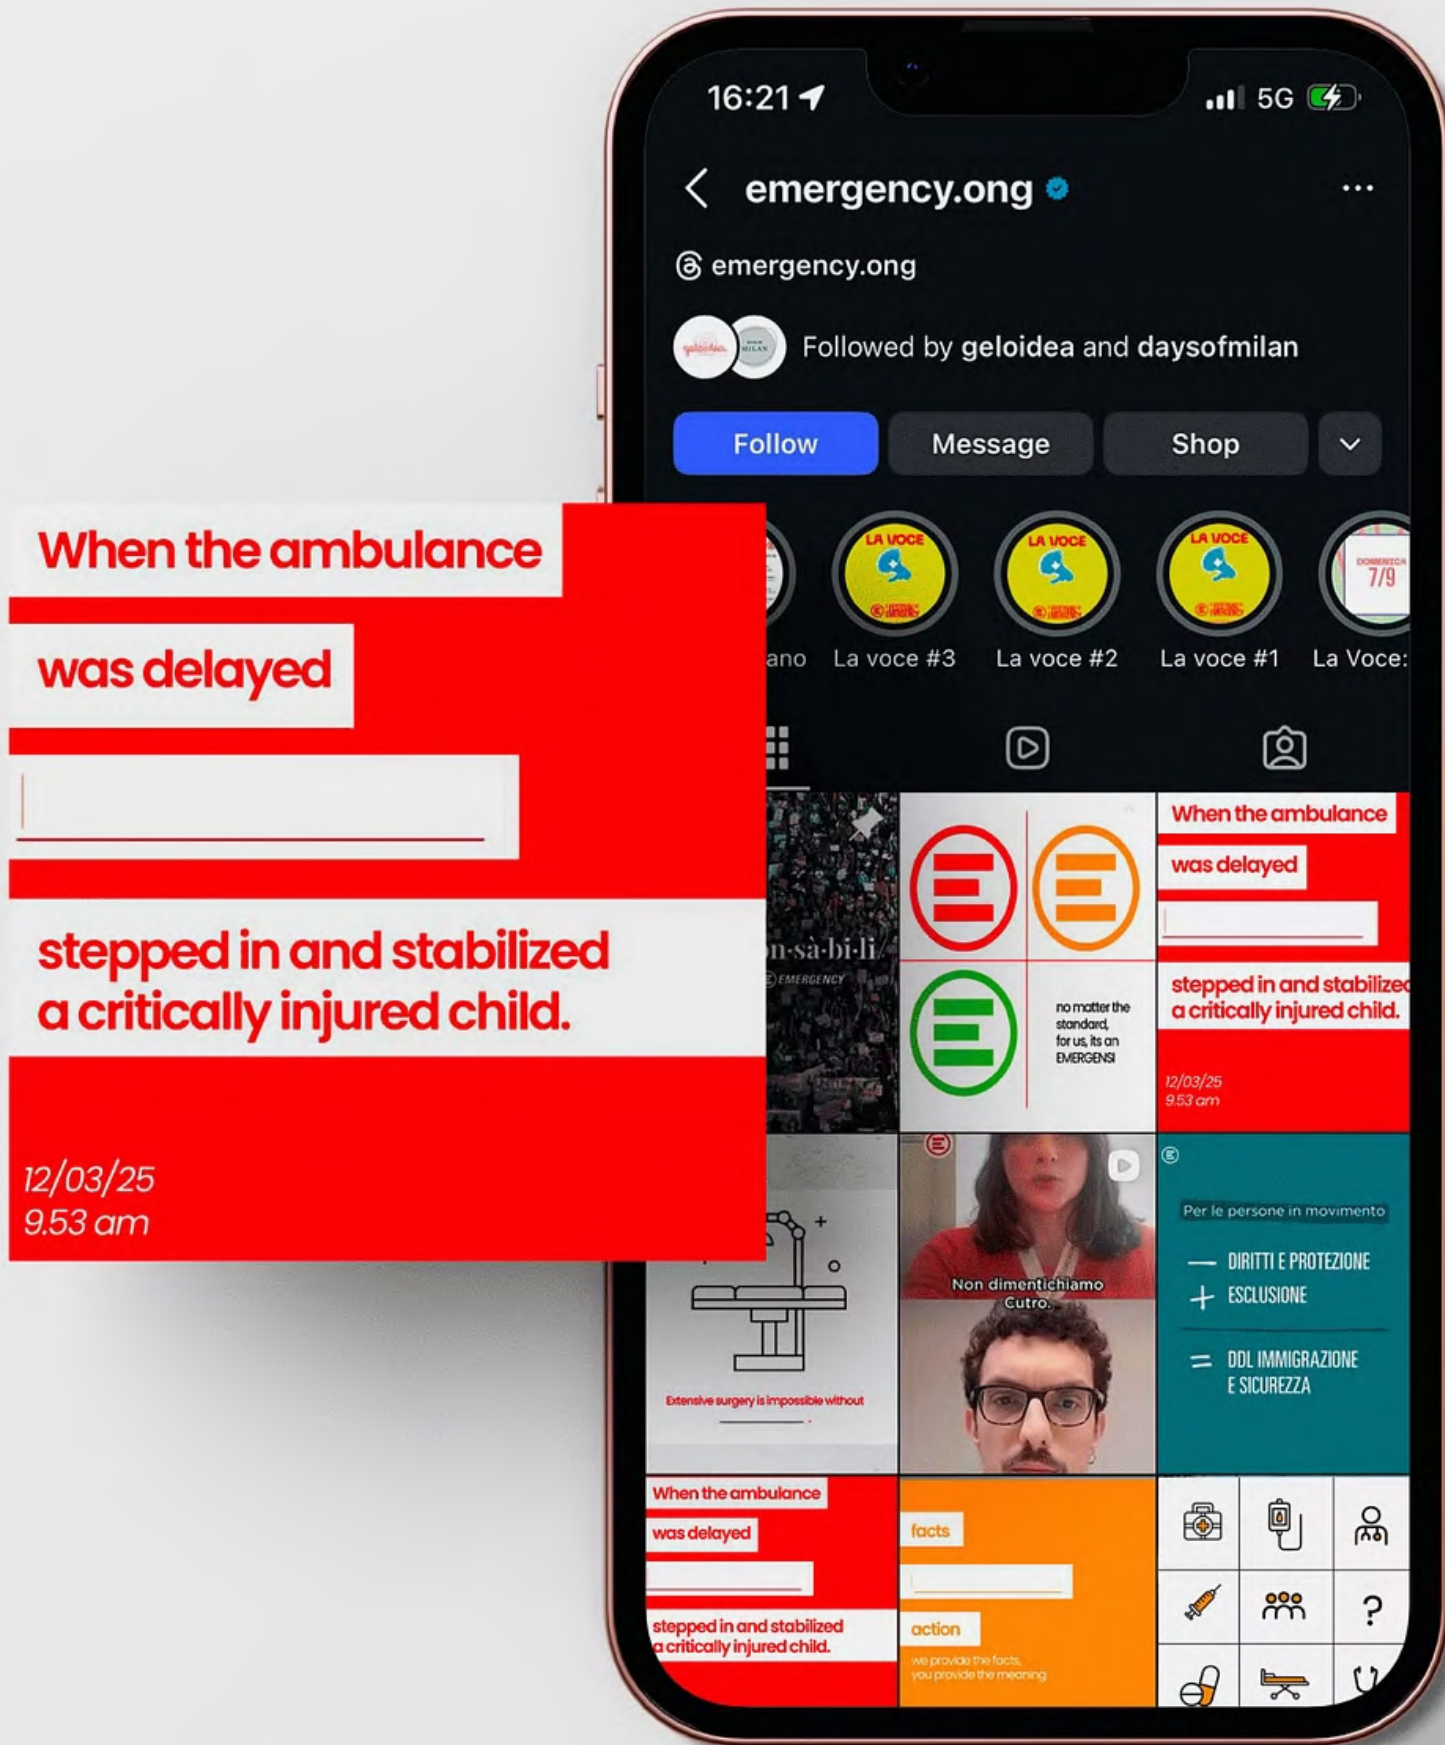 16:21
5G
emergency.ong
emergency.ong
Followed by geloidea and daysofmilan
Follow
Message
Shop
LA VOCE
LA VOCE
LA VOCE
DOMENICA
7/9
ano
La voce #3
La voce #2
La voce #1
La Voce:
When the ambulance
was delayed
stepped in and stabilized
a critically injured child.
12/03/25
9.53 am
n·sà·bi·li
EMERGENCY
E
E
E
no matter the
standard,
for us, its an
EMERGENSI
When the ambulance
was delayed
stepped in and stabilized
a critically injured child.
12/03/25
9.53 am
Extensive surgery is impossible without
Non dimentichiamo
Cutro.
Per le persone in movimento
— DIRITTI E PROTEZIONE
+ ESCLUSIONE
= DDL IMMIGRAZIONE
E SICUREZZA
When the ambulance
was delayed
stepped in and stabilized
a critically injured child.
facts
action
we provide the facts,
you provide the meaning
?